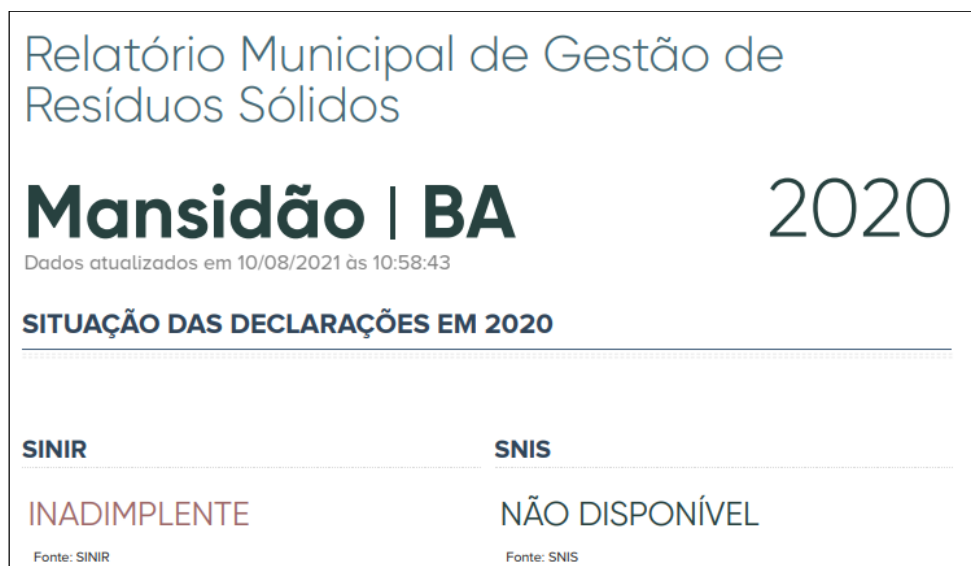 Relatório Municipal de Gestão de
Resíduos Sólidos
Mansidão | BA
2020
Dados atualizados em 10/08/2021 às 10:58:43
SITUAÇÃO DAS DECLARAÇÕES EM 2020
SINIR
INADIMPLENTE
Fonte: SINIR
SNIS
NÃO DISPONÍVEL
Fonte: SNIS